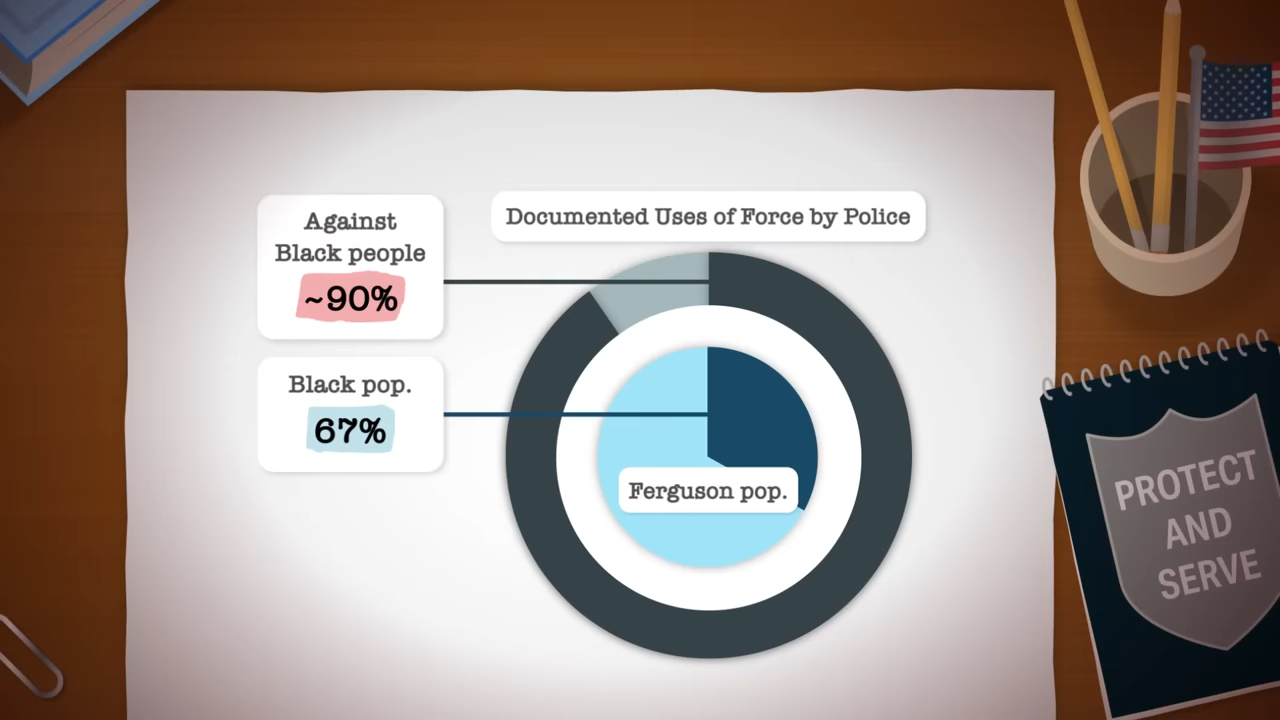 Documented Uses of Force by Police
Against
Black people
~90%
Black pop.
67%
Ferguson pop.
PROTECT
AND
SERVE